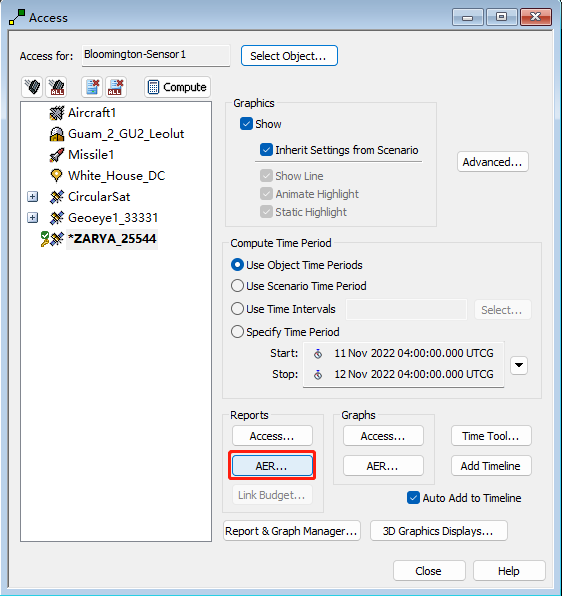 Access
Access for: Bloomington-Sensor1 Select Object...
ALL ALL Compute
Aircraft1
Guam_2_GU2_Leolut
Missile1
White_House_DC
CircularSat
Geoeye1_33331
*ZARYA_25544
Graphics
Show
Inherit Settings from Scenario
Show Line
Animate Highlight
Static Highlight
Advanced...
Compute Time Period
Use Object Time Periods
Use Scenario Time Period
Use Time Intervals Select...
Specify Time Period
Start: 11 Nov 2022 04:00:00.000 UTCG
Stop: 12 Nov 2022 04:00:00.000 UTCG
Reports
Access...
AER...
Link Budget...
Graphs
Access...
AER...
Time Tool...
Add Timeline
Auto Add to Timeline
Report & Graph Manager... 3D Graphics Displays...
Close Help